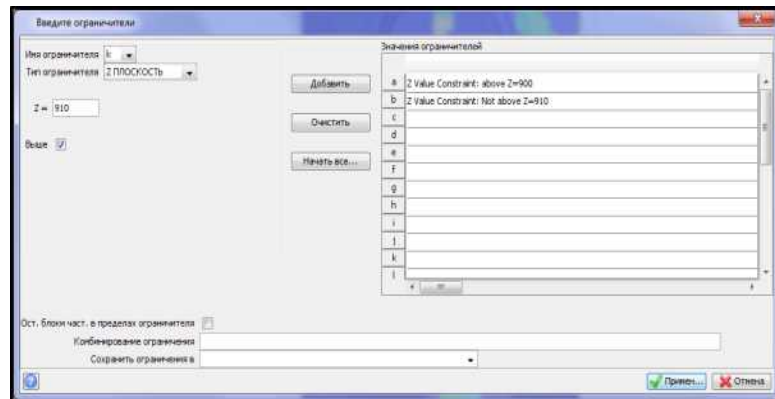 Введите ограничители
Имя ограничителя k
Тип ограничителя Z ПЛОСКОСТЬ
Z = 910
Выше
Добавить
Очистить
Начать все...
Значения ограничителей
a Z Value Constraint: above Z=900
b Z Value Constraint: Not above Z=910
c
d
e
f
g
h
i
j
k
l
Ост. блоки част. в пределах ограничителя
Комбинирование ограничения
Сохранить ограничения в
Примен...
Отмена